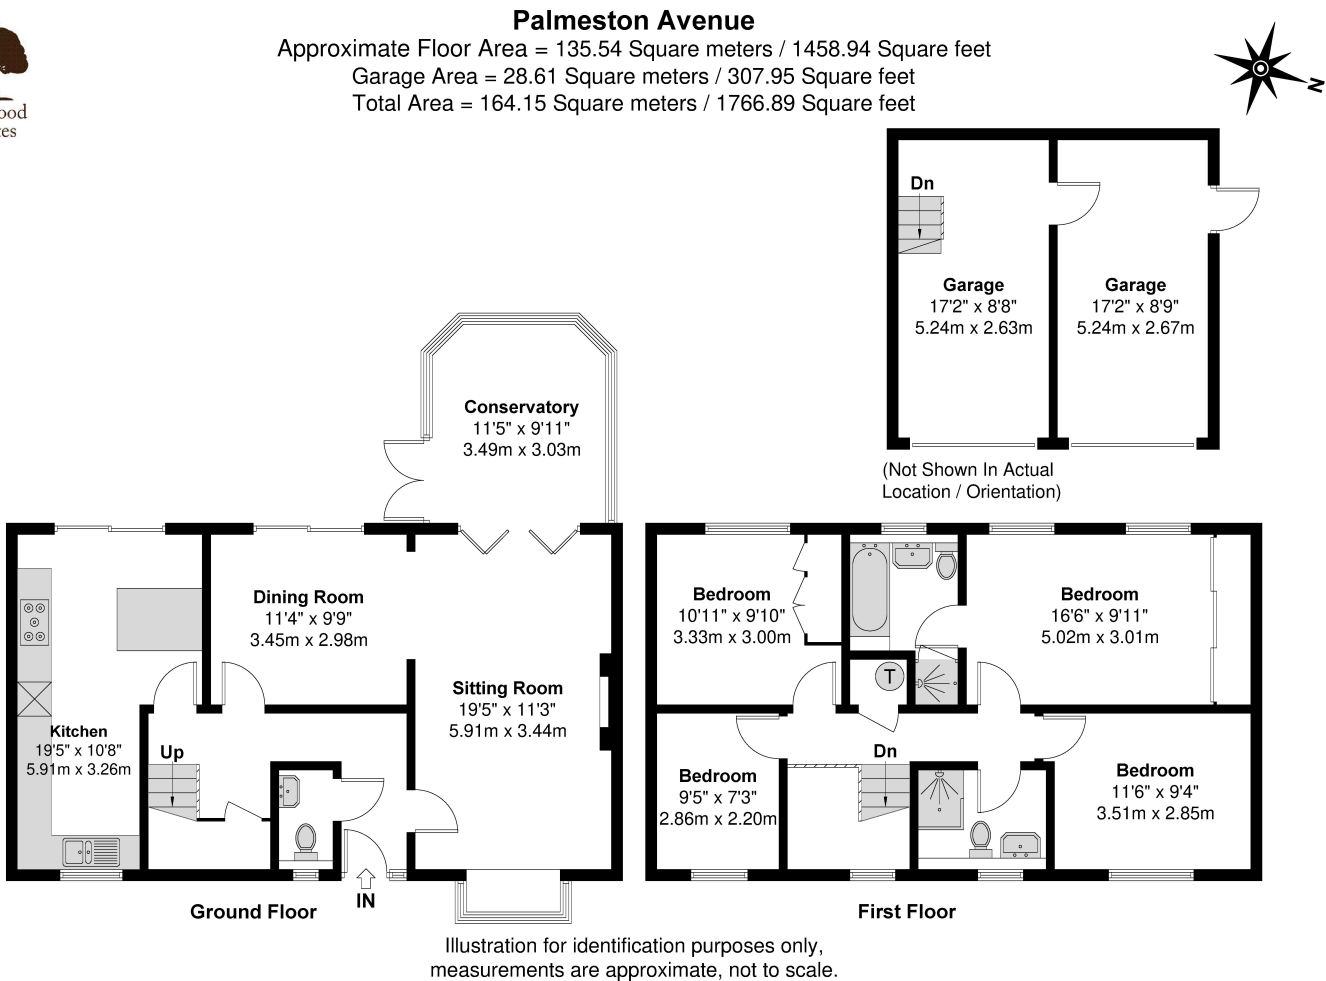 Palmeston Avenue
Approximate Floor Area = 135.54 Square meters / 1458.94 Square feet
Garage Area = 28.61 Square meters / 307.95 Square feet
Total Area = 164.15 Square meters / 1766.89 Square feet
N
Dn
Garage
17'2" x 8'8"
5.24m x 2.63m
Garage
17'2" x 8'9"
5.24m x 2.67m
(Not Shown In Actual
Location / Orientation)
Conservatory
11'5" x 9'11"
3.49m x 3.03m
Dining Room
11'4" x 9'9"
3.45m x 2.98m
Sitting Room
19'5" x 11'3"
5.91m x 3.44m
Kitchen
19'5" x 10'8"
5.91m x 3.26m
Up
IN
Ground Floor
Bedroom
10'11" x 9'10"
3.33m x 3.00m
Bedroom
16'6" x 9'11"
5.02m x 3.01m
T
Dn
Bedroom
9'5" x 7'3"
2.86m x 2.20m
Bedroom
11'6" x 9'4"
3.51m x 2.85m
First Floor
Illustration for identification purposes only,
measurements are approximate, not to scale.